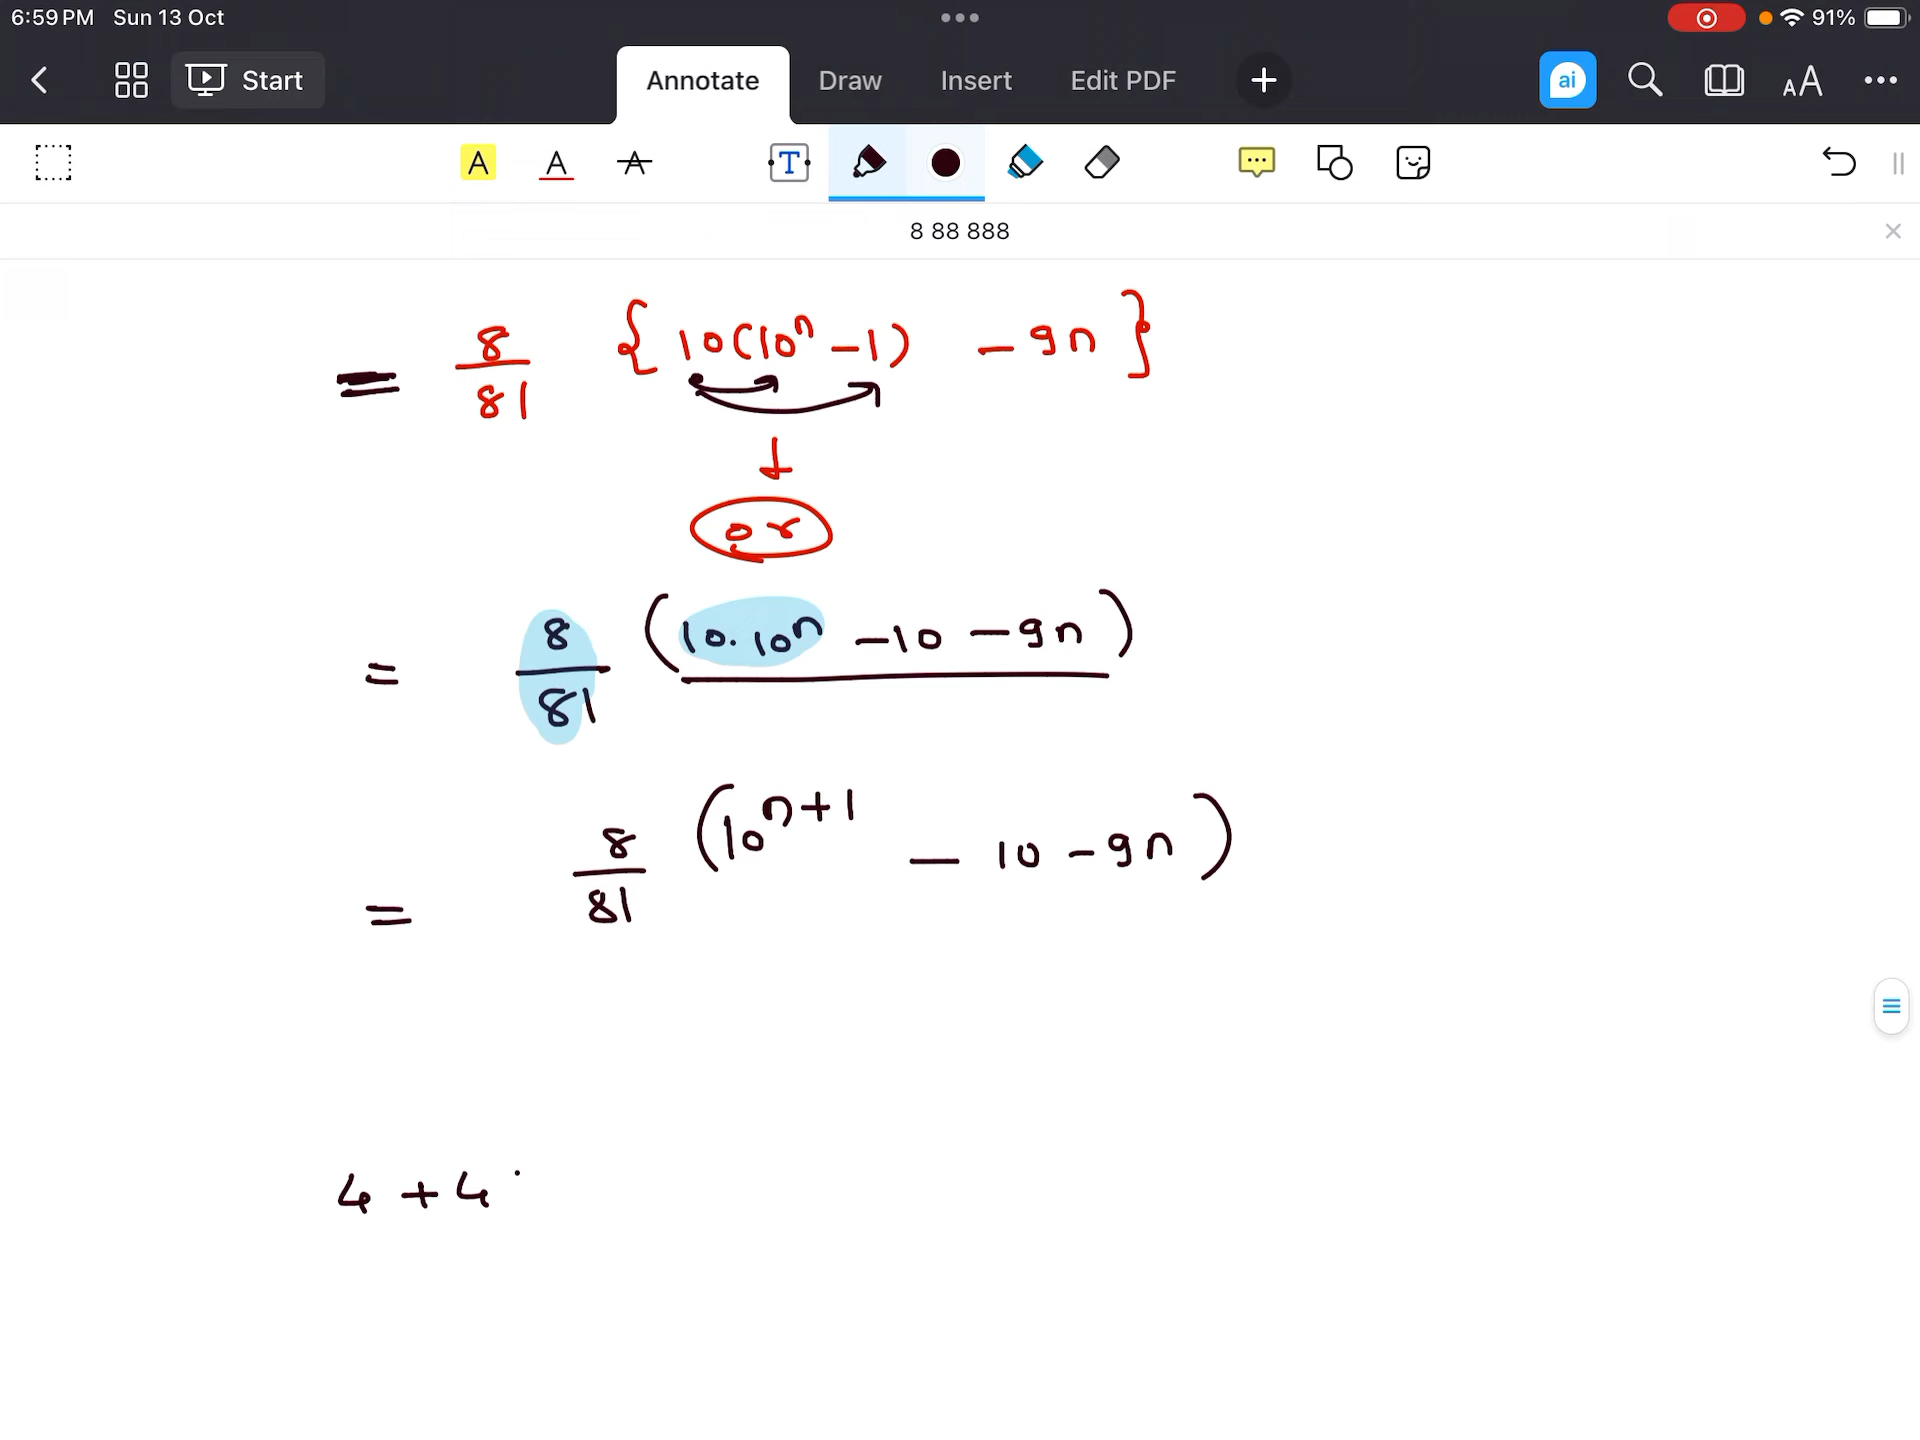 6:59 PM Sun 13 Oct 91%
Start Annotate Draw Insert Edit PDF ai AA
A A A T
8 88 888
= 8/81 {10(10ⁿ - 1) - 9n}
or
= 8/81 (10.10ⁿ - 10 - 9n)
= 8/81 (10ⁿ⁺¹ - 10 - 9n)
4 + 4